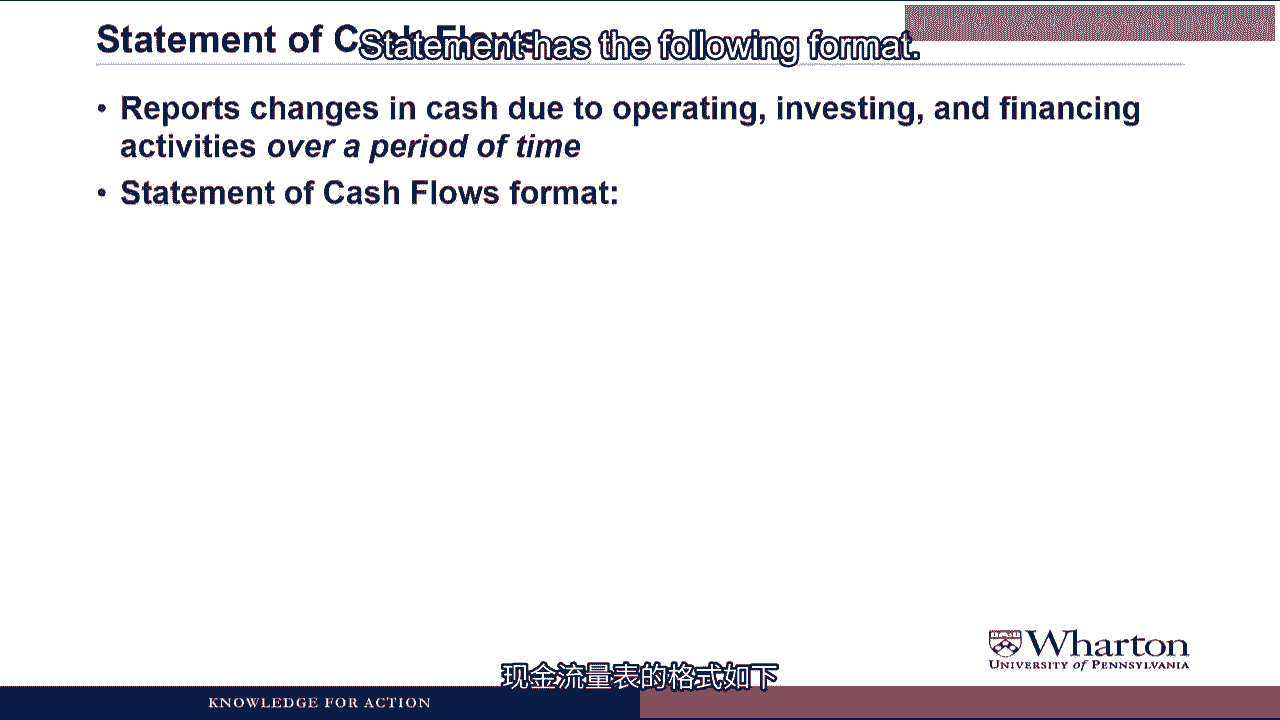 Statement of Cash Flows
Statement has the following format.
• Reports changes in cash due to operating, investing, and financing
activities over a period of time
• Statement of Cash Flows format:
Wharton
UNIVERSITY of PENNSYLVANIA
现金流量表的格式如下
KNOWLEDGE FOR ACTION